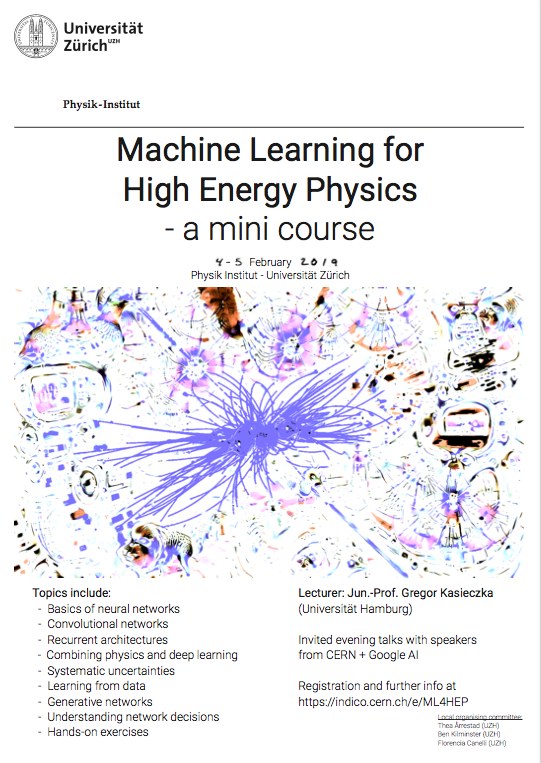 Universität
Zürich UZH
Physik-Institut
Machine Learning for
High Energy Physics
- a mini course
4 - 5 February 2019
Physik Institut - Universität Zürich
Topics include:
- Basics of neural networks
- Convolutional networks
- Recurrent architectures
- Combining physics and deep learning
- Systematic uncertainties
- Learning from data
- Generative networks
- Understanding network decisions
- Hands-on exercises
Lecturer: Jun.-Prof. Gregor Kasieczka
(Universität Hamburg)
Invited evening talks with speakers
from CERN + Google AI
Registration and further info at
https://indico.cern.ch/e/ML4HEP
Local organising committee:
Thea Årrestad (UZH)
Ben Kilminster (UZH)
Florencia Canelli (UZH)